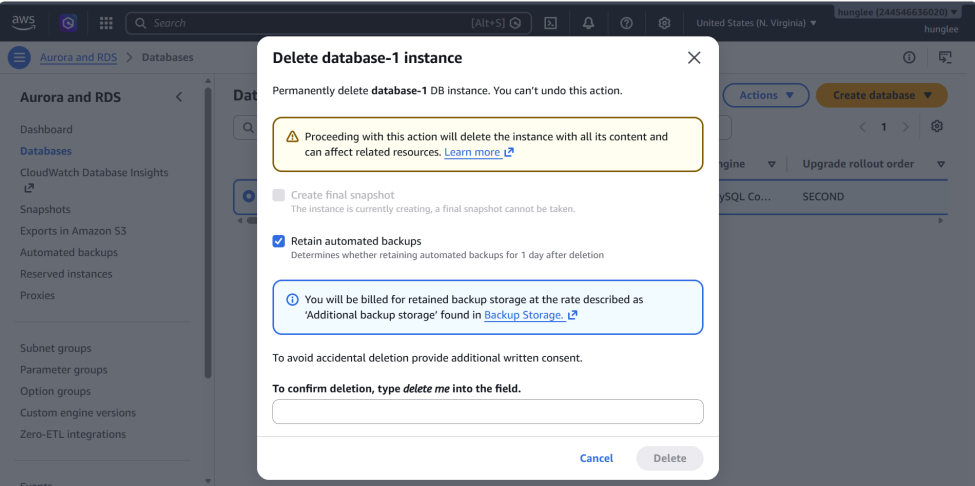 aws
Search
[Alt+S]
United States (N. Virginia)
hunglee (244546636020)
hunglee
Aurora and RDS > Databases
Aurora and RDS
Dashboard
Databases
CloudWatch Database Insights
Snapshots
Exports in Amazon S3
Automated backups
Reserved instances
Proxies
Subnet groups
Parameter groups
Option groups
Custom engine versions
Zero-ETL integrations
Events
Dat
Actions
Create database
1
ngine
Upgrade rollout order
ySQL Co...
SECOND
Delete database-1 instance
Permanently delete database-1 DB instance. You can't undo this action.
Proceeding with this action will delete the instance with all its content and
can affect related resources. Learn more
Create final snapshot
The instance is currently creating, a final snapshot cannot be taken.
Retain automated backups
Determines whether retaining automated backups for 1 day after deletion
You will be billed for retained backup storage at the rate described as
'Additional backup storage' found in Backup Storage.
To avoid accidental deletion provide additional written consent.
To confirm deletion, type delete me into the field.
Cancel
Delete